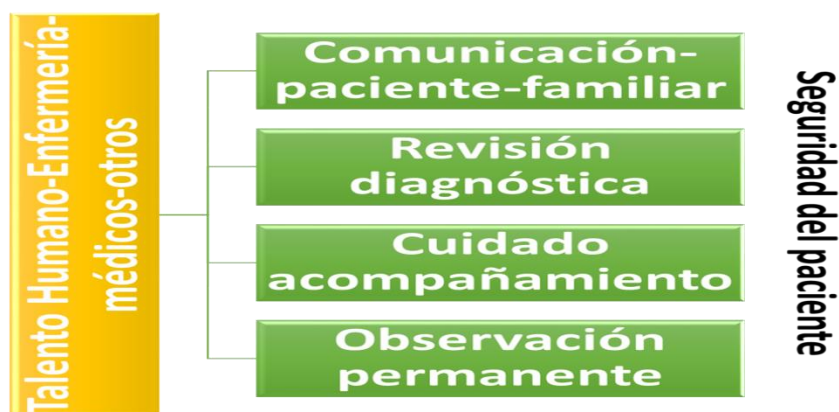 Talento Humano-Enfermería-
médicos-otros
Comunicación-
paciente-familiar
Revisión
diagnóstica
Cuidado
acompañamiento
Observación
permanente
Seguridad del paciente